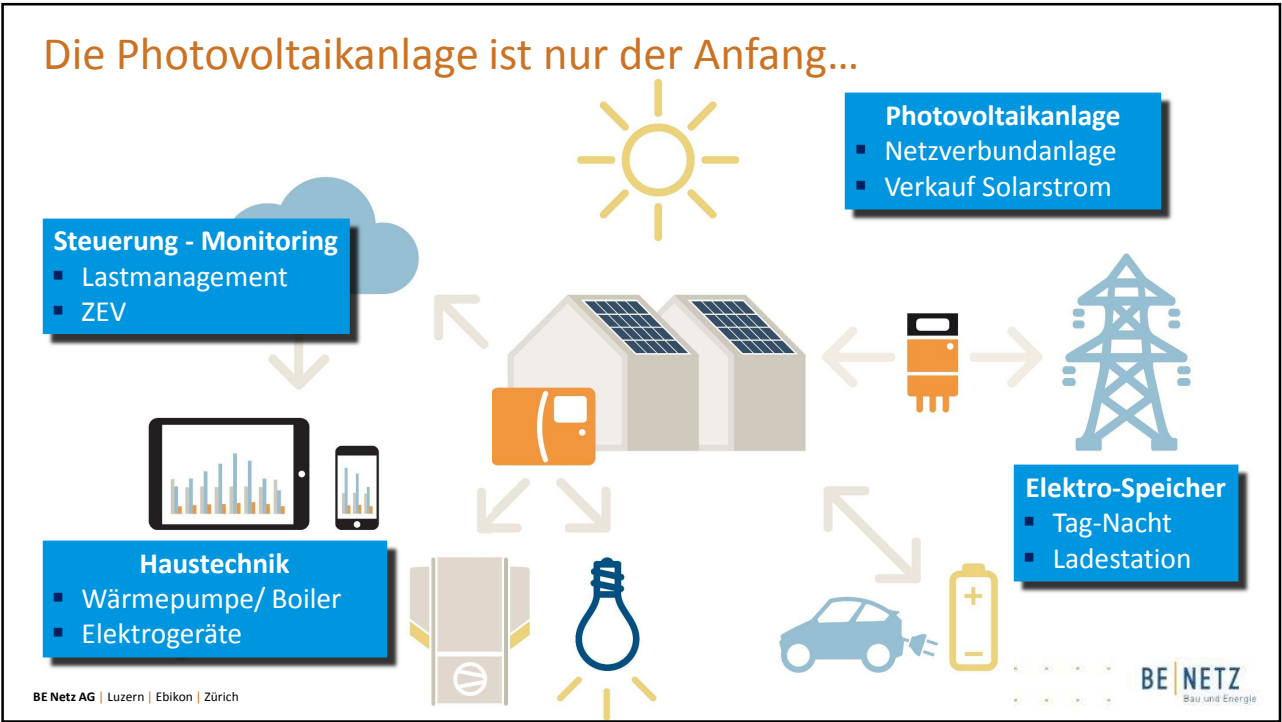 Die Photovoltaikanlage ist nur der Anfang…
Photovoltaikanlage
▪ Netzverbundanlage
▪ Verkauf Solarstrom
Steuerung - Monitoring
▪ Lastmanagement
▪ ZEV
Elektro-Speicher
▪ Tag-Nacht
▪ Ladestation
Haustechnik
▪ Wärmepumpe/ Boiler
▪ Elektrogeräte
BE Netz AG | Luzern | Ebikon | Zürich
BE NETZ
Bau und Energie